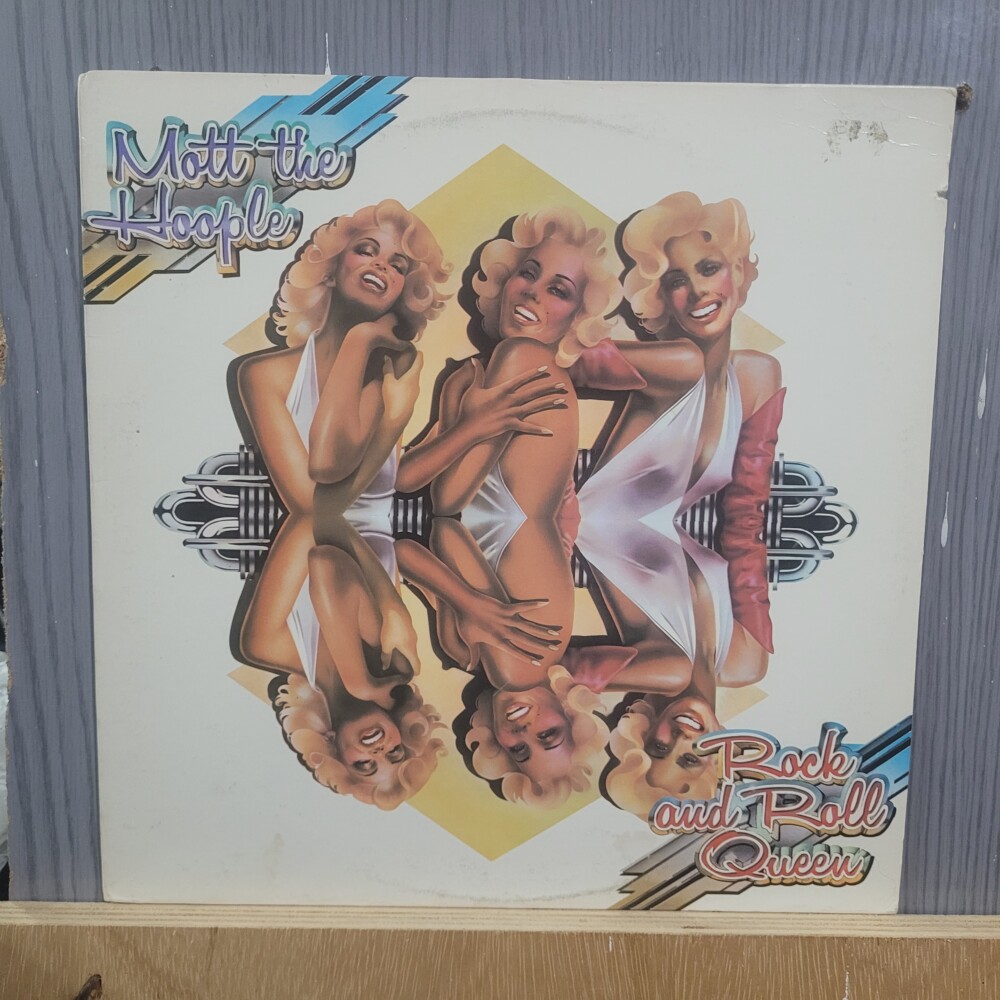 Mott the
Hoople
Rock
and Roll
Queen